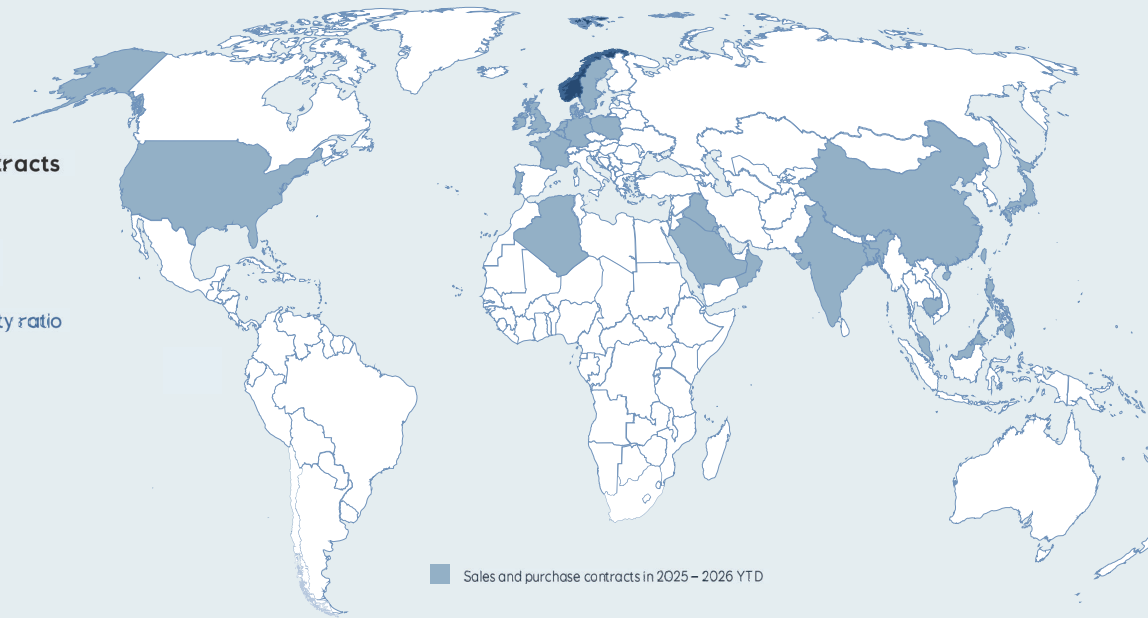 tracts
ty ratio
Sales and purchase contracts in 2025 – 2026 YTD